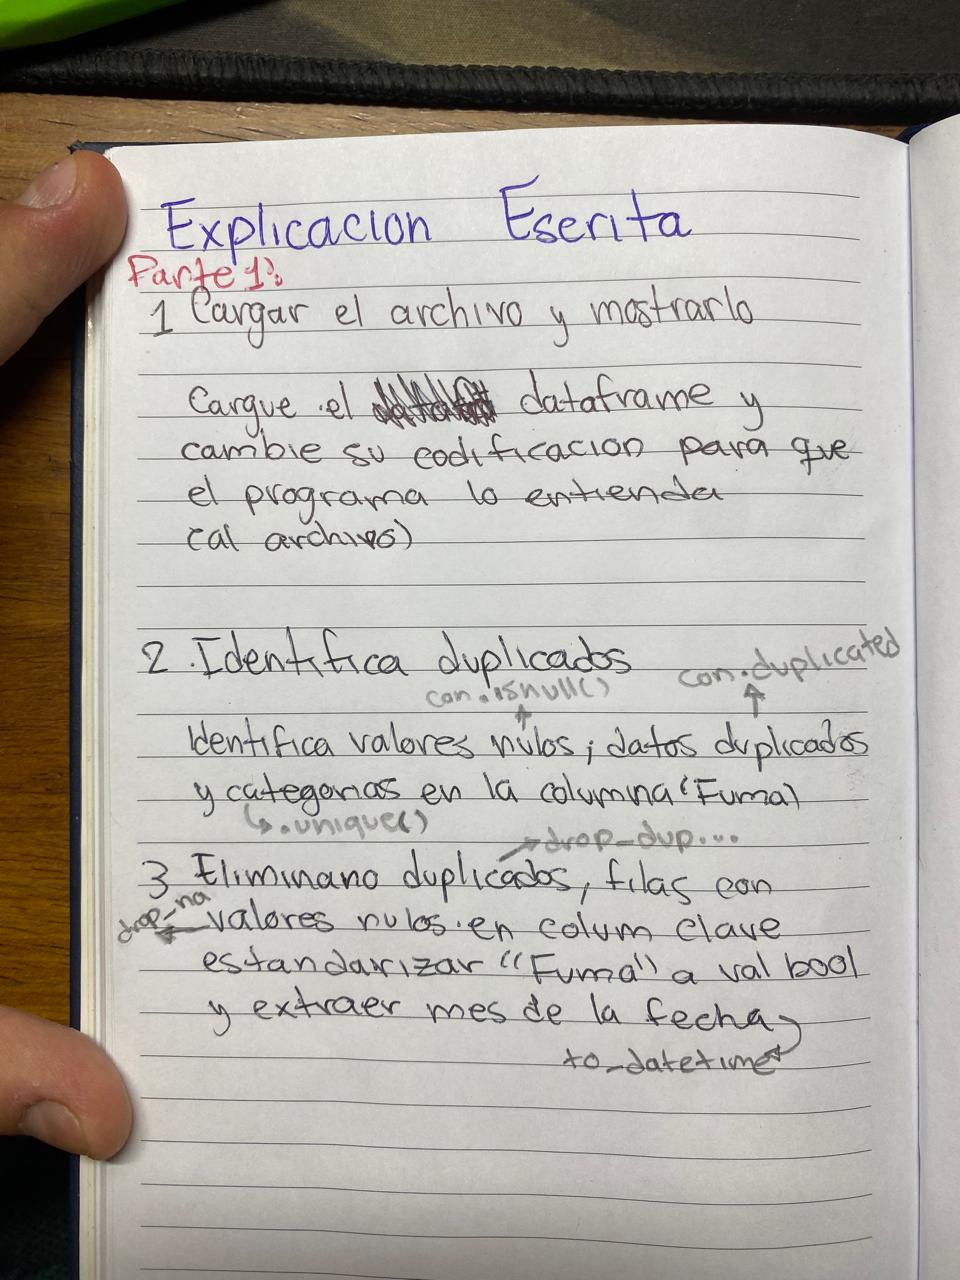 Explicacion Escrita
Parte 1:
1 Cargar el archivo y mostrarlo
Cargue el dataframe y
cambie su codificacion para que
el programa lo entienda
(al archivo)
2. Identifica duplicados
con.isnull()
con.duplicated
Identifica valores nulos; datos duplicados
y categorias en la columna (Fuma)
.unique()
drop_dup...
3 Eliminano duplicados, filas con
drop_na
valores nulos en colum clave
estandarizar "Fuma" a val bool
y extraer mes de la fecha
to_datetime